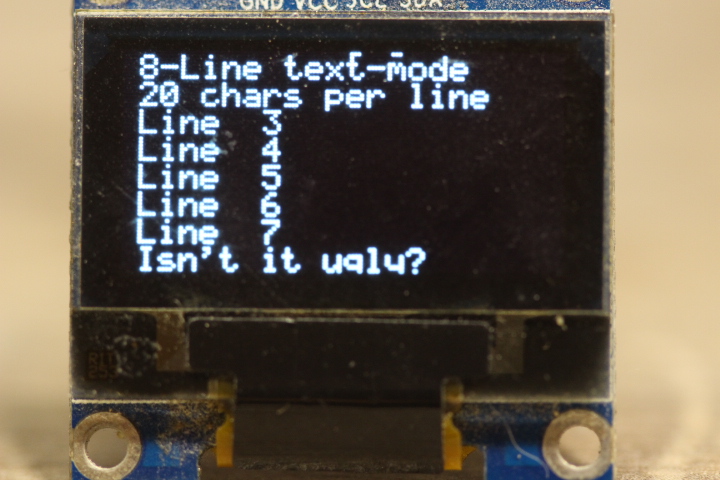 GND VCC SCL SDA
8-Line text-mode
20 chars per line
Line  3
Line  4
Line  5
Line  6
Line  7
Isn't it ugly?